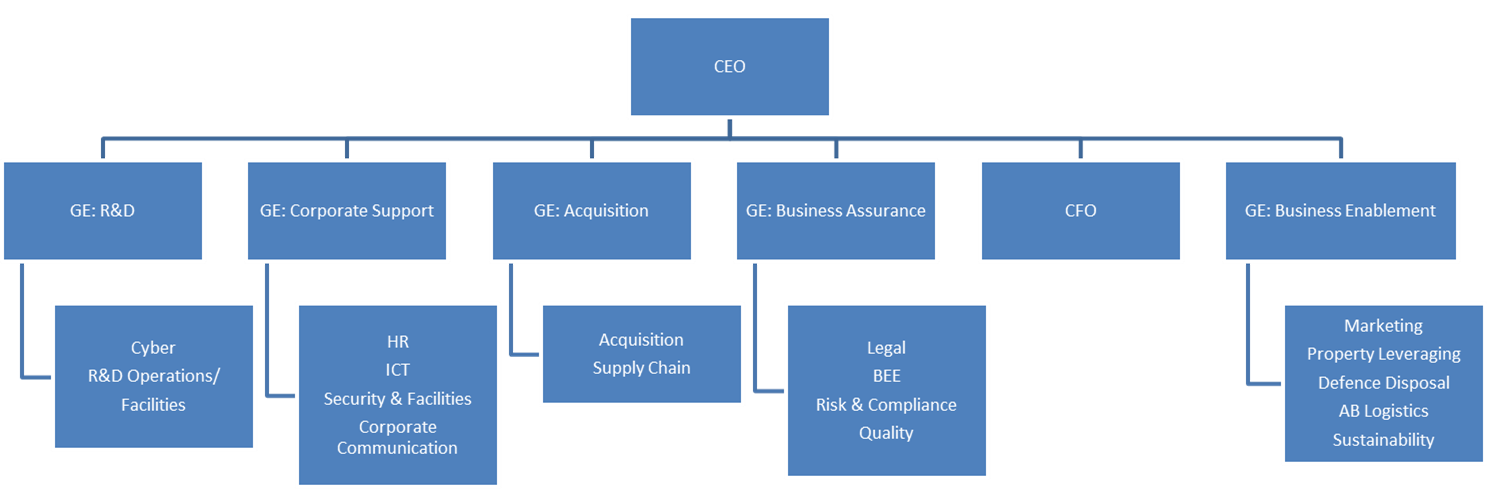 CEO
GE: R&D
GE: Corporate Support
GE: Acquisition
GE: Business Assurance
CFO
GE: Business Enablement
Cyber
R&D Operations/
Facilities
HR
ICT
Security & Facilities
Corporate
Communication
Acquisition
Supply Chain
Legal
BEE
Risk & Compliance
Quality
Marketing
Property Leveraging
Defence Disposal
AB Logistics
Sustainability